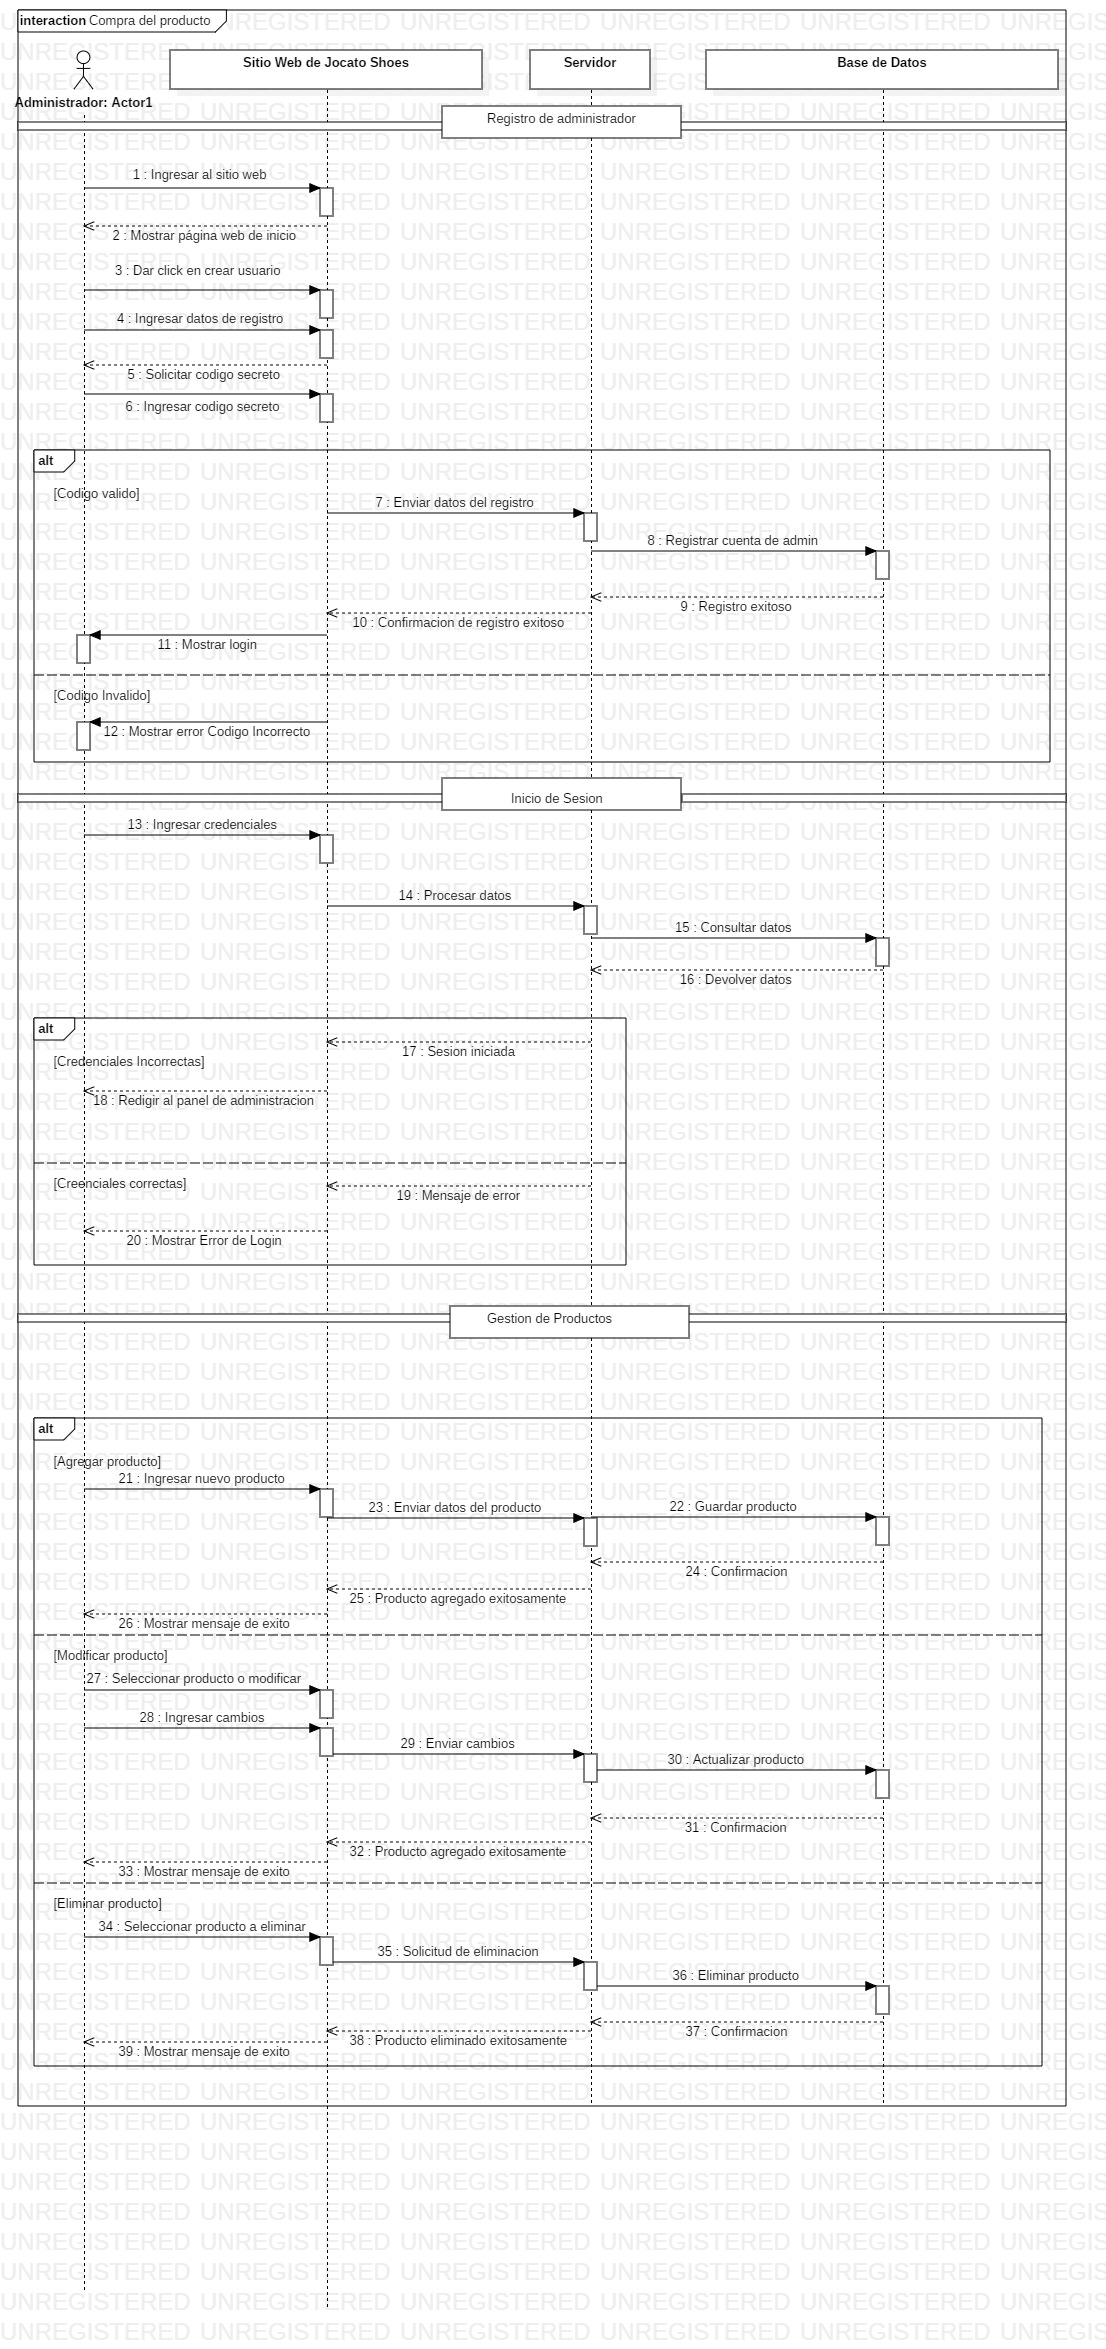 interaction Compra del producto
Sitio Web de Jocato Shoes
Servidor
Base de Datos
Administrador: Actor1
Registro de administrador
1 : Ingresar al sitio web
2 : Mostrar página web de inicio
3 : Dar click en crear usuario
4 : Ingresar datos de registro
5 : Solicitar codigo secreto
6 : Ingresar codigo secreto
alt
[Codigo valido]
7 : Enviar datos del registro
8 : Registrar cuenta de admin
9 : Registro exitoso
10 : Confirmacion de registro exitoso
11 : Mostrar login
[Codigo Invalido]
12 : Mostrar error Codigo Incorrecto
Inicio de Sesion
13 : Ingresar credenciales
14 : Procesar datos
15 : Consultar datos
16 : Devolver datos
alt
17 : Sesion iniciada
[Credenciales Incorrectas]
18 : Redigir al panel de administracion
[Creenciales correctas]
19 : Mensaje de error
20 : Mostrar Error de Login
Gestion de Productos
alt
[Agregar producto]
21 : Ingresar nuevo producto
23 : Enviar datos del producto
22 : Guardar producto
24 : Confirmacion
25 : Producto agregado exitosamente
26 : Mostrar mensaje de exito
[Modificar producto]
27 : Seleccionar producto o modificar
28 : Ingresar cambios
29 : Enviar cambios
30 : Actualizar producto
31 : Confirmacion
32 : Producto agregado exitosamente
33 : Mostrar mensaje de exito
[Eliminar producto]
34 : Seleccionar producto a eliminar
35 : Solicitud de eliminacion
36 : Eliminar producto
37 : Confirmacion
38 : Producto eliminado exitosamente
39 : Mostrar mensaje de exito
UNREGISTERED